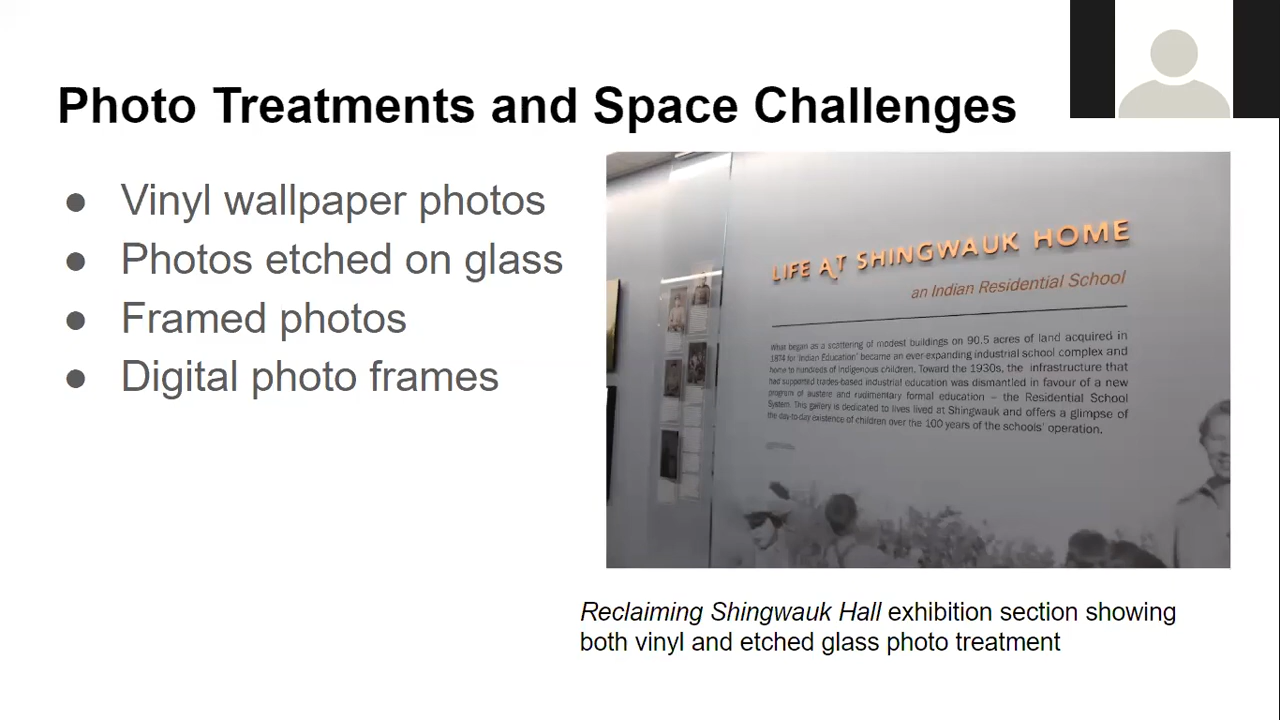 Photo Treatments and Space Challenges
● Vinyl wallpaper photos
● Photos etched on glass
● Framed photos
● Digital photo frames
LIFE AT SHINGWAUK HOME
an Indian Residential School
What began as a scattering of modest buildings on 90.5 acres of land acquired in
1874 for 'Indian Education' became an ever-expanding industrial school complex and
home to hundreds of Indigenous children. Toward the 1930s, the infrastructure that
had supported trades-based industrial education was dismantled in favour of a new
program of austere and rudimentary formal education – the Residential School
System. This gallery is dedicated to lives lived at Shingwauk and offers a glimpse of
the day-to-day existence of children over the 100 years of the schools' operation.
Reclaiming Shingwauk Hall exhibition section showing
both vinyl and etched glass photo treatment